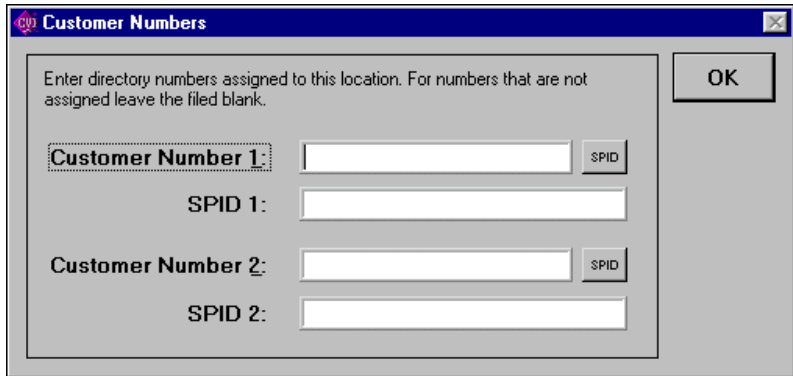 CVI Customer Numbers
Enter directory numbers assigned to this location. For numbers that are not
assigned leave the filed blank.
OK
Customer Number 1:
SPID
SPID 1:
Customer Number 2:
SPID
SPID 2: